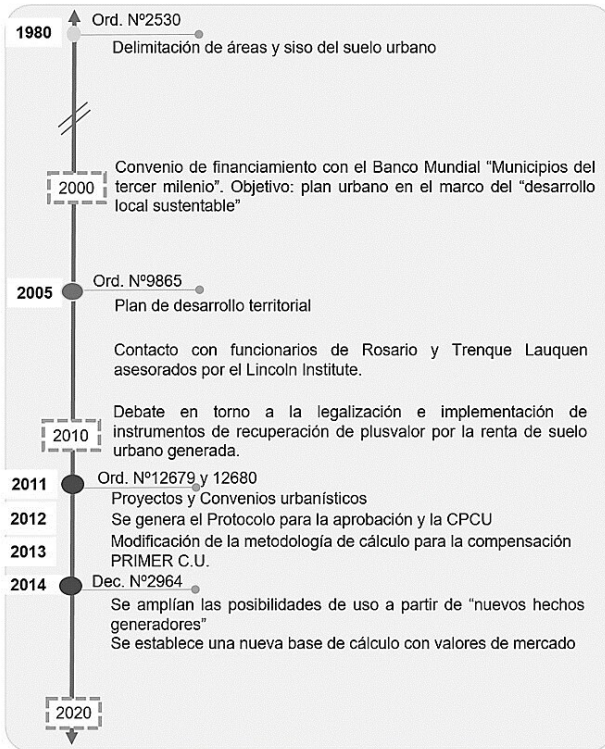 1980
Ord. Nº2530
Delimitación de áreas y siso del suelo urbano
2000
Convenio de financiamiento con el Banco Mundial “Municipios del
tercer milenio”. Objetivo: plan urbano en el marco del “desarrollo
local sustentable”
2005
Ord. Nº9865
Plan de desarrollo territorial
Contacto con funcionarios de Rosario y Trenque Lauquen
asesorados por el Lincoln Institute.
2010
Debate en torno a la legalización e implementación de
instrumentos de recuperación de plusvalor por la renta de suelo
urbano generada.
2011
Ord. Nº12679 y 12680
Proyectos y Convenios urbanísticos
2012
Se genera el Protocolo para la aprobación y la CPCU
2013
Modificación de la metodología de cálculo para la compensación
PRIMER C.U.
2014
Dec. Nº2964
Se amplían las posibilidades de uso a partir de “nuevos hechos
generadores”
Se establece una nueva base de cálculo con valores de mercado
2020